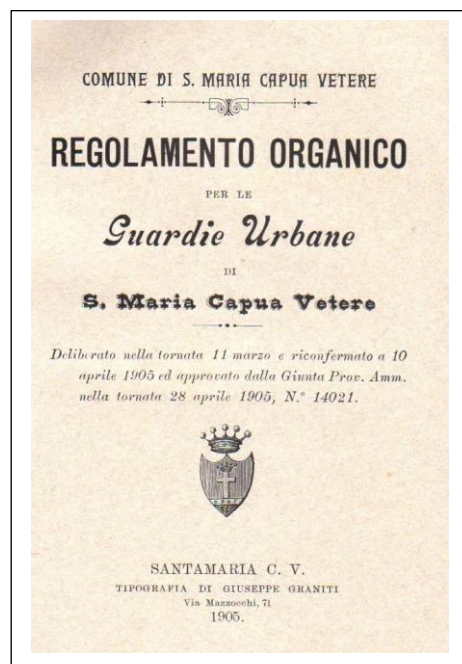 COMUNE DI S. MARIA CAPUA VETERE
REGOLAMENTO ORGANICO
PER LE
Guardie Urbane
DI
S. Maria Capua Vetere
Deliberato nella tornata 11 marzo e riconfermato a 10
aprile 1905 ed approvato dalla Giunta Prov. Amm.
nella tornata 28 aprile 1905, N.° 14021.
SANTAMARIA C. V.
TIPOGRAFIA DI GIUSEPPE GRANITI
Via Mazzocchi, 71
1905.